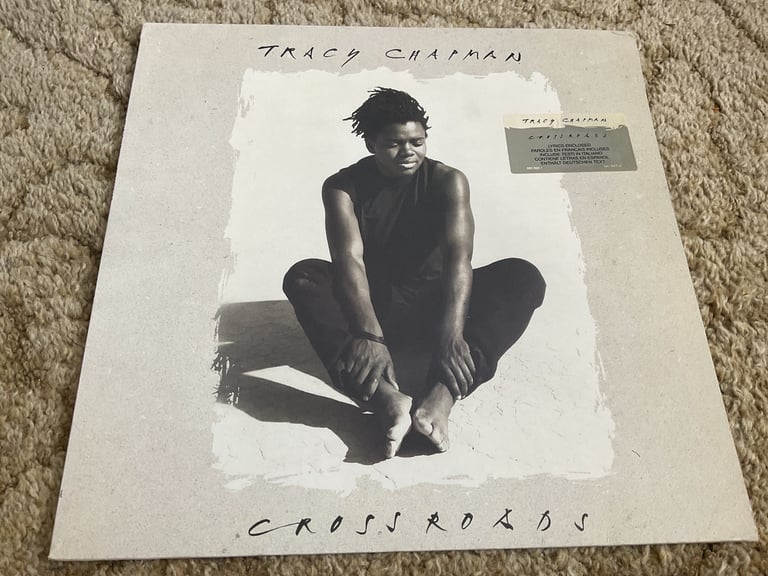 TRACY CHAPMAN
TRACY CHAPMAN
CROSSROADS
LYRICS ENCLOSED
PAROLES EN FRANÇAIS INCLUSES
INCLUDE TESTI IN ITALIANO
CONTIENE LETRAS EN ESPAÑOL
ENTHÄLT DEUTSCHEN TEXT
CROSSROADS